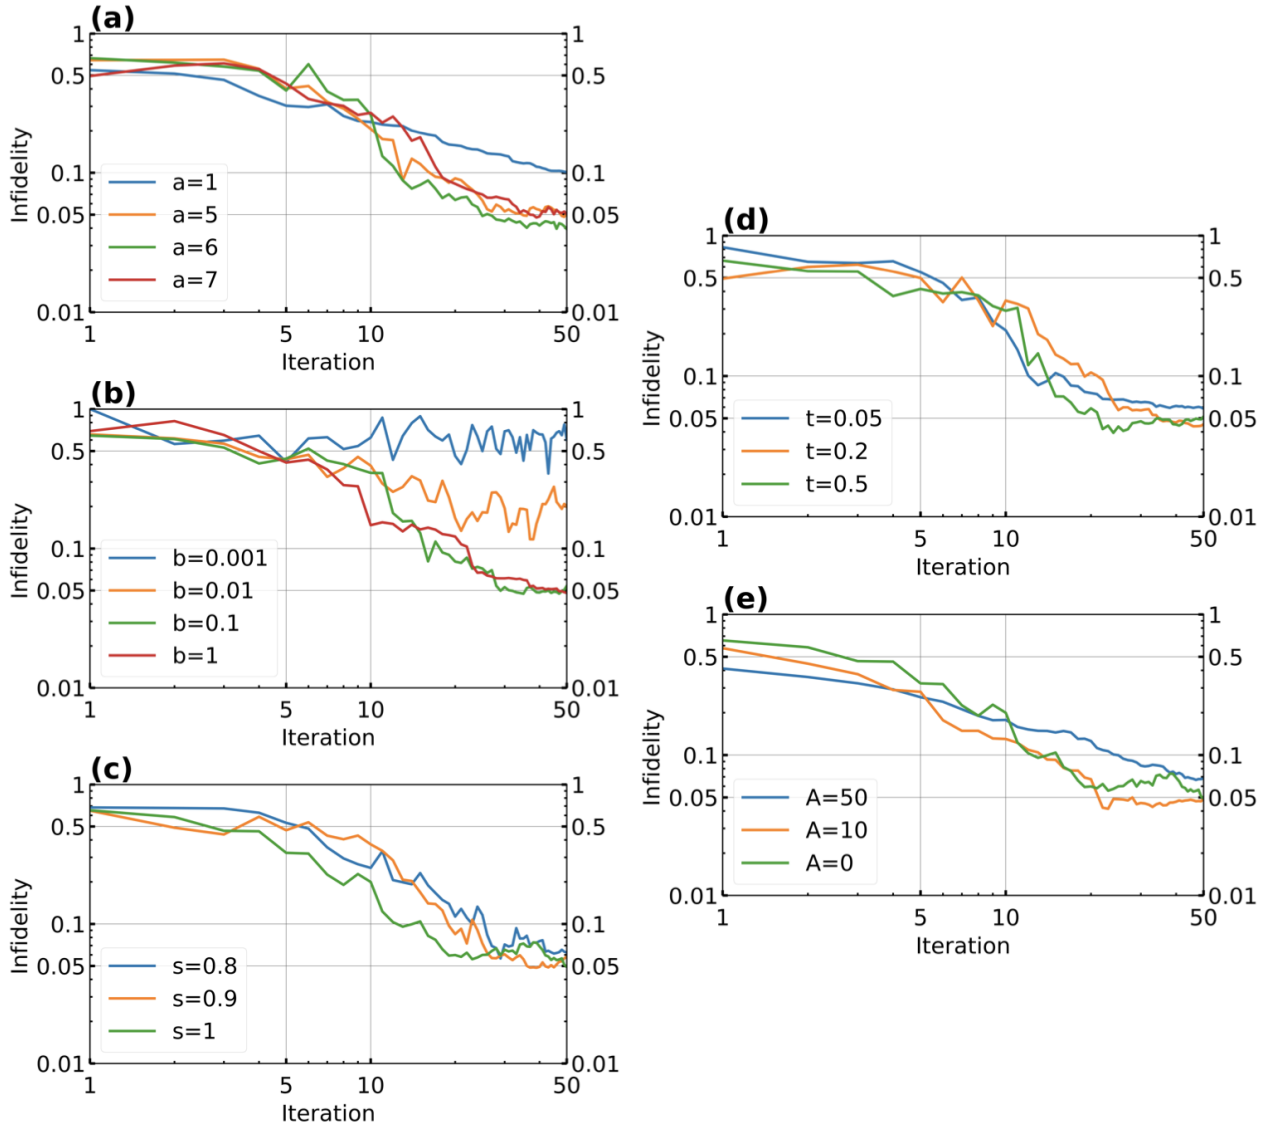 (a)
1
1
0.5
0.5
0.1
0.1
0.05
0.05
0.01
0.01
Infidelity
a=1
a=5
a=6
a=7
1
5
10
50
Iteration
(b)
1
1
0.5
0.5
0.1
0.1
0.05
0.05
0.01
0.01
Infidelity
b=0.001
b=0.01
b=0.1
b=1
1
5
10
50
Iteration
(c)
1
1
0.5
0.5
0.1
0.1
0.05
0.05
0.01
0.01
Infidelity
s=0.8
s=0.9
s=1
1
5
10
50
Iteration
(d)
1
1
0.5
0.5
0.1
0.1
0.05
0.05
0.01
0.01
Infidelity
t=0.05
t=0.2
t=0.5
1
5
10
50
Iteration
(e)
1
1
0.5
0.5
0.1
0.1
0.05
0.05
0.01
0.01
Infidelity
A=50
A=10
A=0
1
5
10
50
Iteration